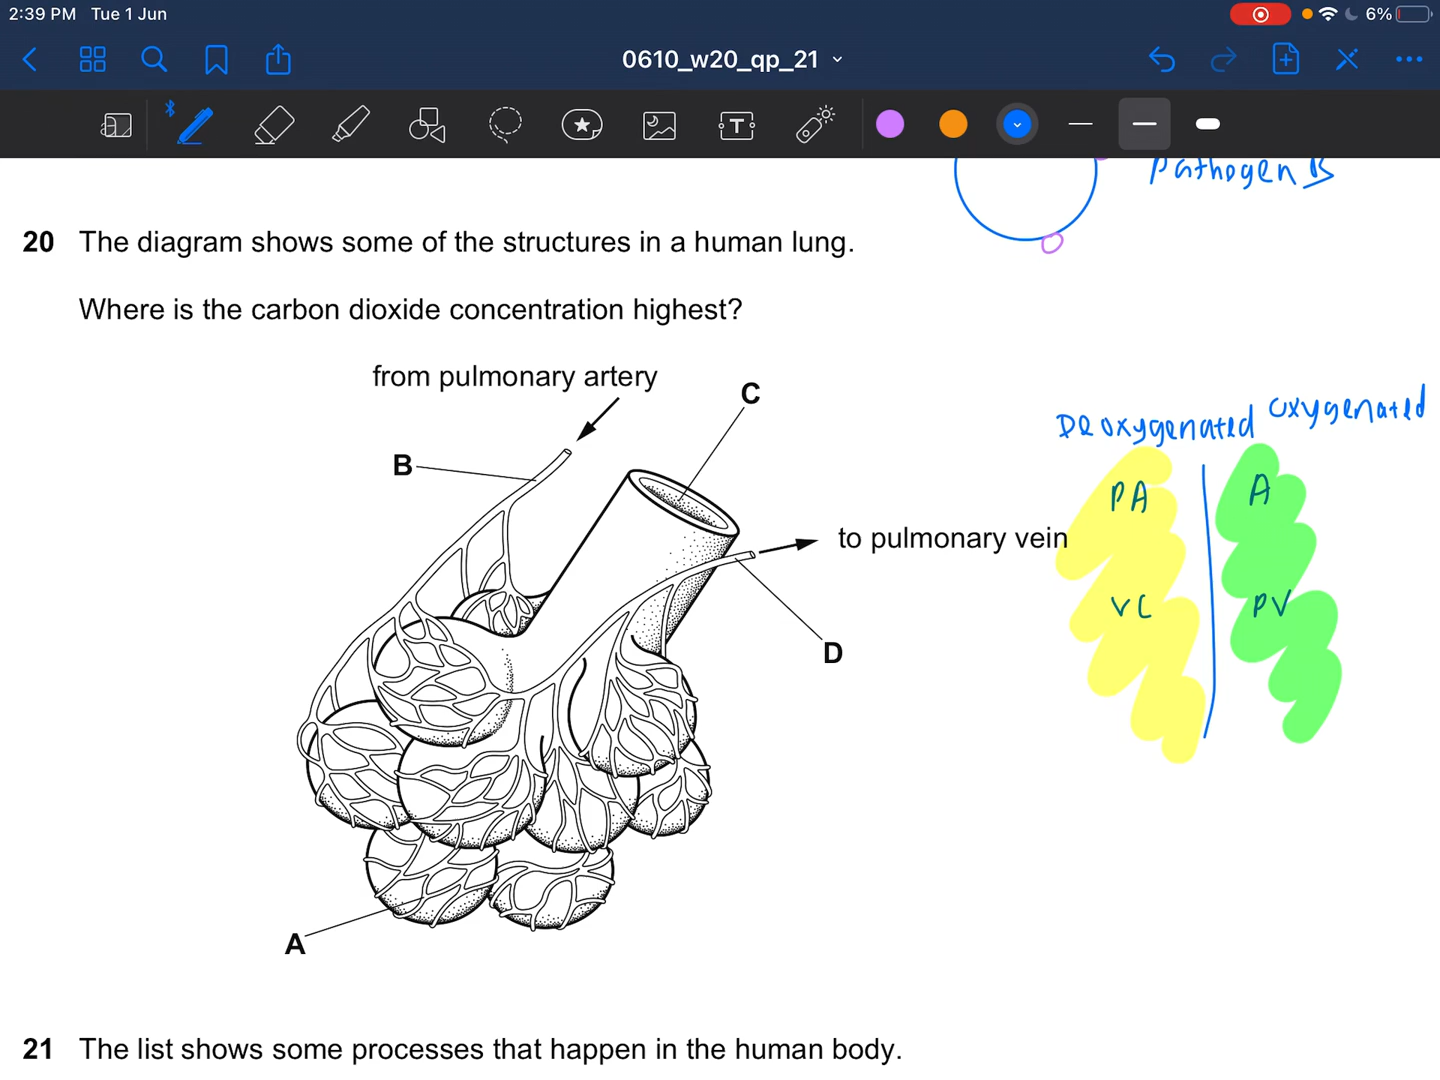 2:39 PM Tue 1 Jun
6%
0610_w20_qp_21
T
Pathogen B
20 The diagram shows some of the structures in a human lung.
Where is the carbon dioxide concentration highest?
from pulmonary artery
C
B
to pulmonary vein
D
A
Deoxygenated
Oxygenated
PA
A
VC
PV
21 The list shows some processes that happen in the human body.